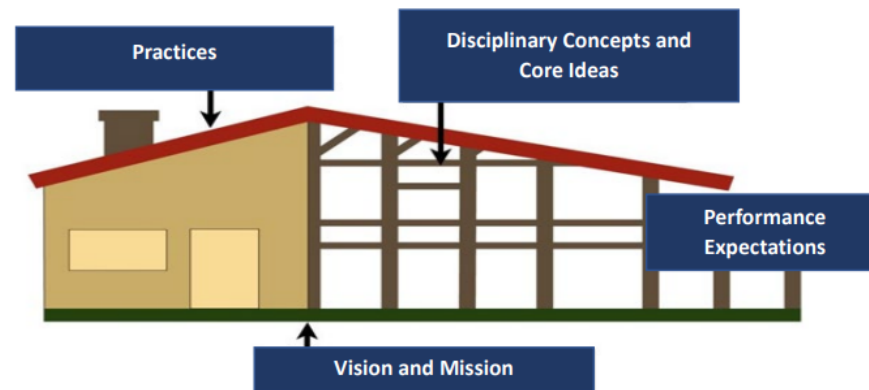 Practices
Disciplinary Concepts and
Core Ideas
Performance
Expectations
Vision and Mission